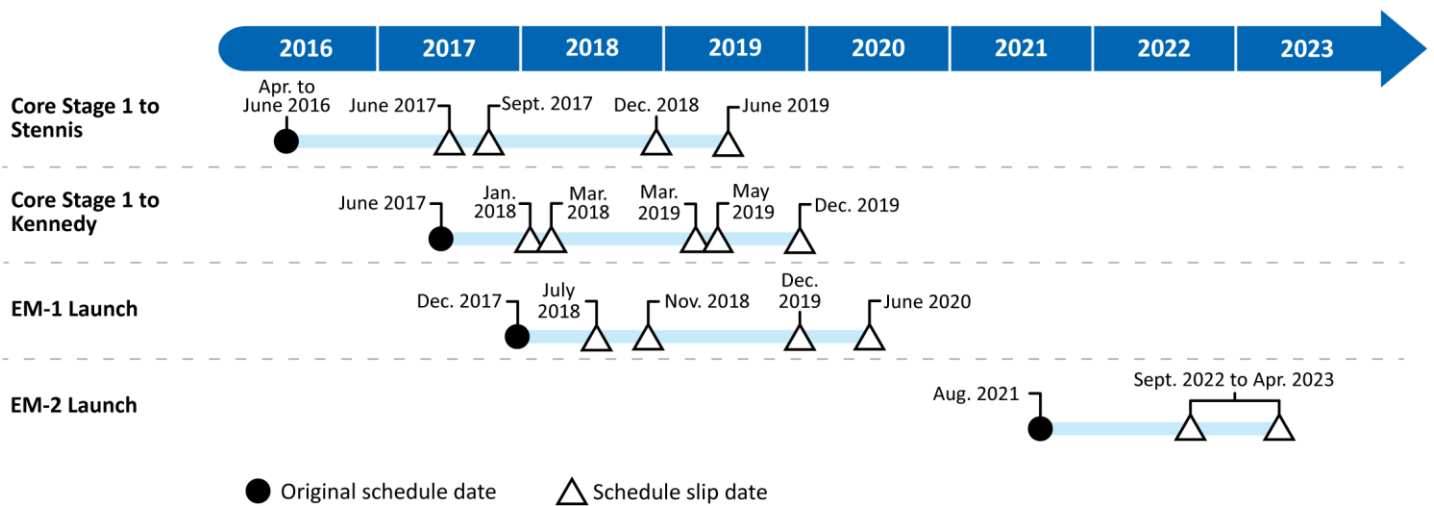 2016 2017 2018 2019 2020 2021 2022 2023
Core Stage 1 to
Stennis
Apr. to
June 2016
June 2017
Sept. 2017
Dec. 2018
June 2019
Core Stage 1 to
Kennedy
June 2017
Jan.
2018
Mar.
2018
Mar.
2019
May
2019
Dec. 2019
EM-1 Launch
Dec. 2017
July
2018
Nov. 2018
Dec.
2019
June 2020
EM-2 Launch
Aug. 2021
Sept. 2022 to Apr. 2023
Original schedule date
Schedule slip date